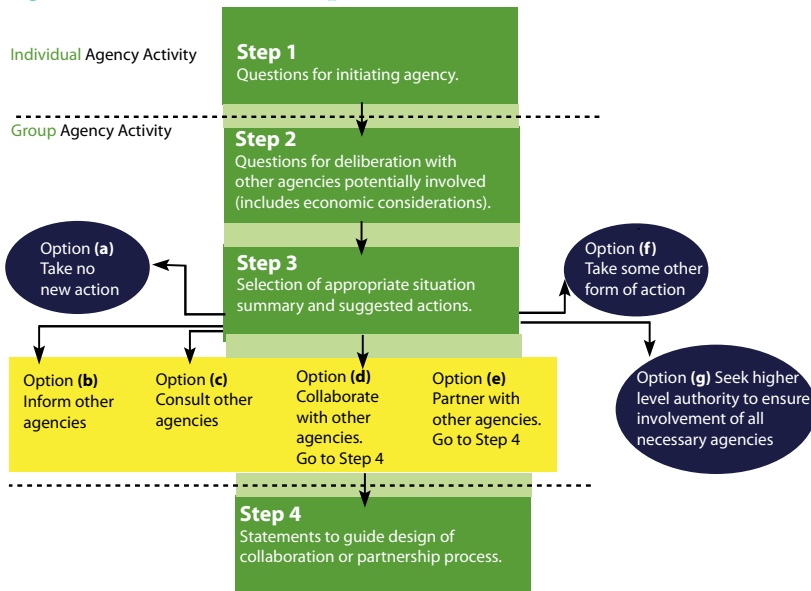 Individual Agency Activity
Step 1
Questions for initiating agency.
Group Agency Activity
Step 2
Questions for deliberation with
other agencies potentially involved
(includes economic considerations).
Option (a)
Take no
new action
Step 3
Selection of appropriate situation
summary and suggested actions.
Option (f)
Take some other
form of action
Option (b)
Inform other
agencies
Option (c)
Consult other
agencies
Option (d)
Collaborate
with other
agencies.
Go to Step 4
Option (e)
Partner with
other agencies.
Go to Step 4
Option (g) Seek higher
level authority to ensure
involvement of all
necessary agencies
Step 4
Statements to guide design of
collaboration or partnership process.